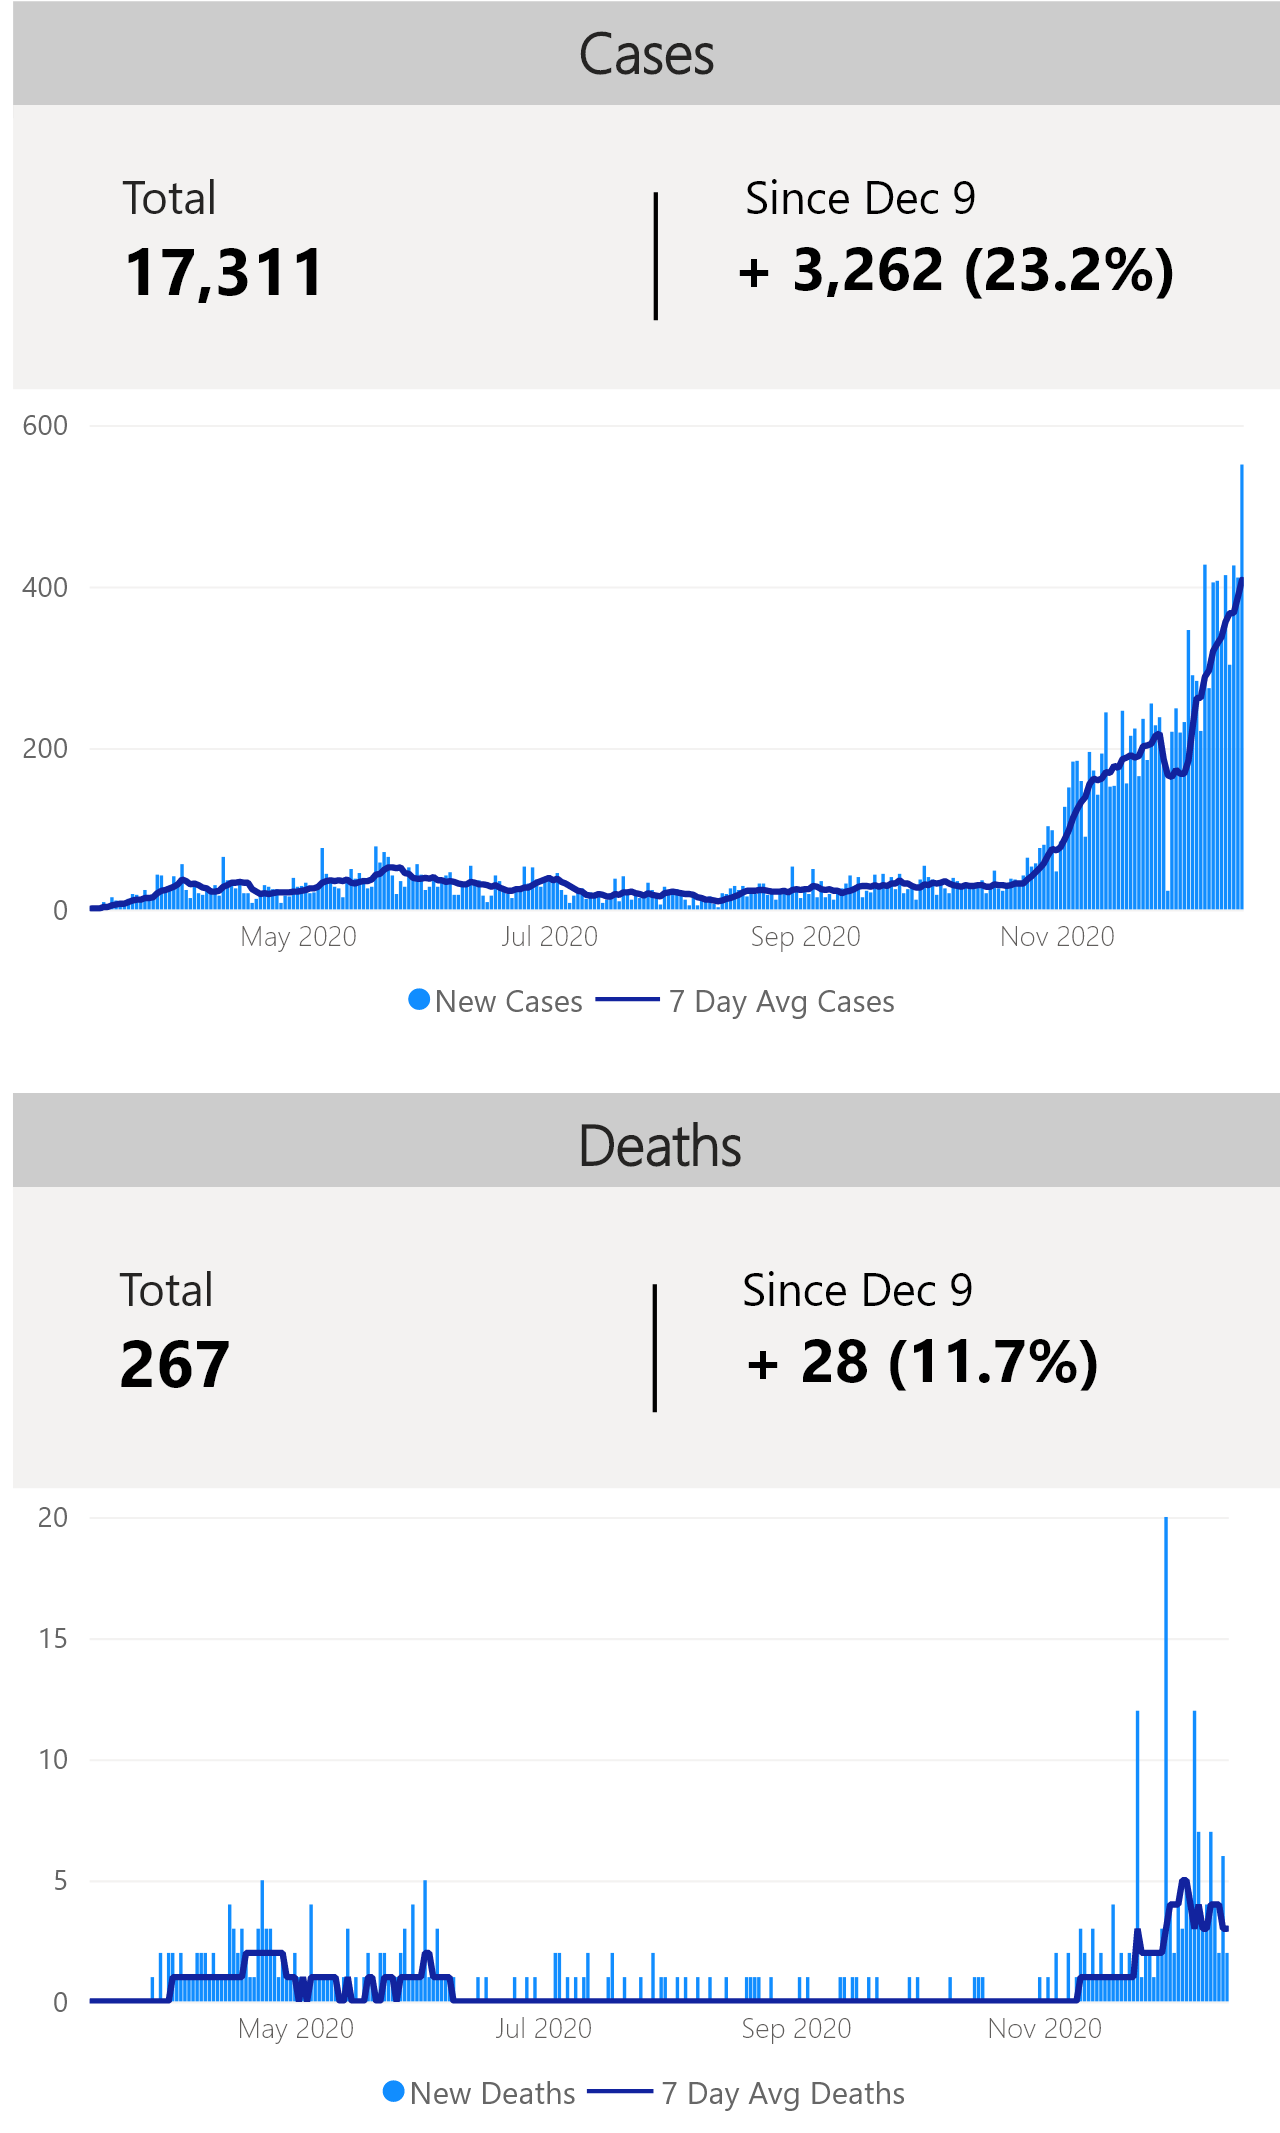 Cases
Total
17,311
Since Dec 9
+ 3,262 (23.2%)
600
400
200
0
May 2020
Jul 2020
Sep 2020
Nov 2020
New Cases
7 Day Avg Cases
Deaths
Total
267
Since Dec 9
+ 28 (11.7%)
20
15
10
5
0
May 2020
Jul 2020
Sep 2020
Nov 2020
New Deaths
7 Day Avg Deaths